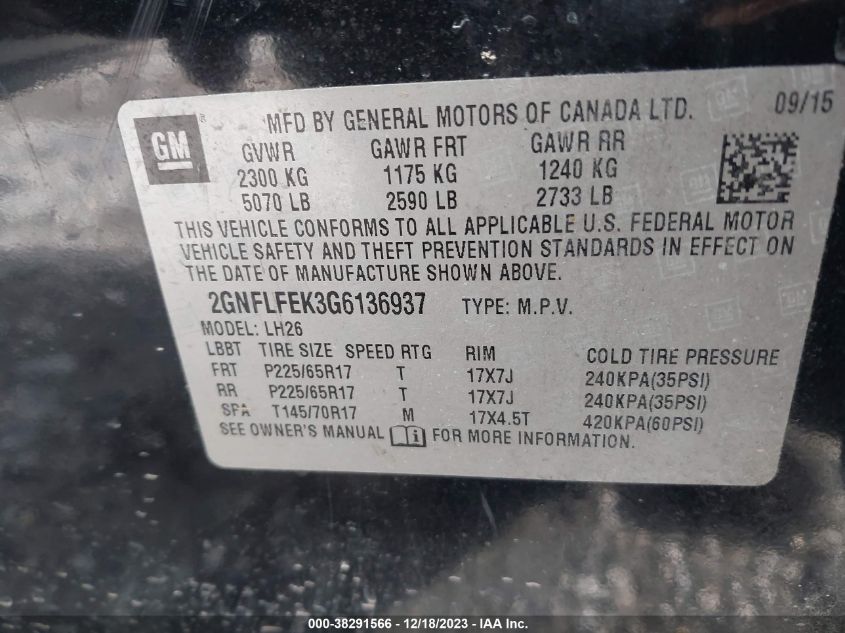 GM
®
MFD BY GENERAL MOTORS OF CANADA LTD. 09/15
GVWR GAWR FRT GAWR RR
2300 KG 1175 KG 1240 KG
5070 LB 2590 LB 2733 LB
THIS VEHICLE CONFORMS TO ALL APPLICABLE U.S. FEDERAL MOTOR
VEHICLE SAFETY AND THEFT PREVENTION STANDARDS IN EFFECT ON
THE DATE OF MANUFACTURE SHOWN ABOVE.
2GNFLFEK3G6136937 TYPE: M.P.V.
MODEL: LH26
LBBT TIRE SIZE SPEED RTG RIM COLD TIRE PRESSURE
FRT P225/65R17 T 17X7J 240KPA(35PSI)
RR P225/65R17 T 17X7J 240KPA(35PSI)
SPA T145/70R17 M 17X4.5T 420KPA(60PSI)
SEE OWNER'S MANUAL i FOR MORE INFORMATION.
000-38291566 - 12/18/2023 - IAA Inc.